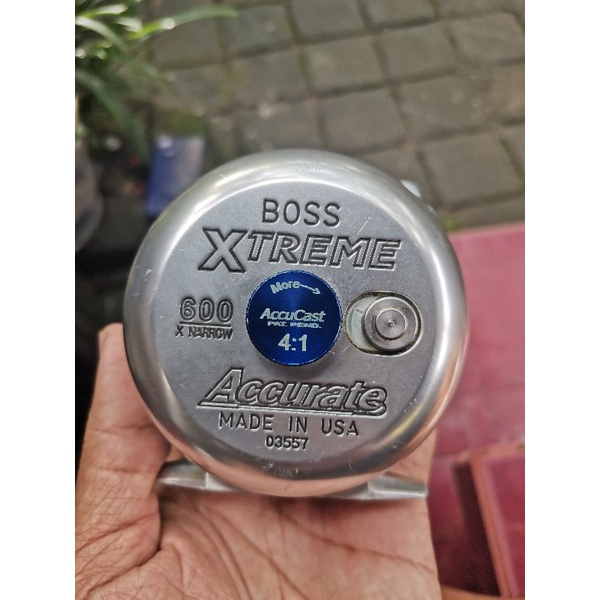 BOSS
XTREME
More
600
X NARROW
AccuCast
PAT. PEND.
4:1
Accurate
MADE IN USA
03557